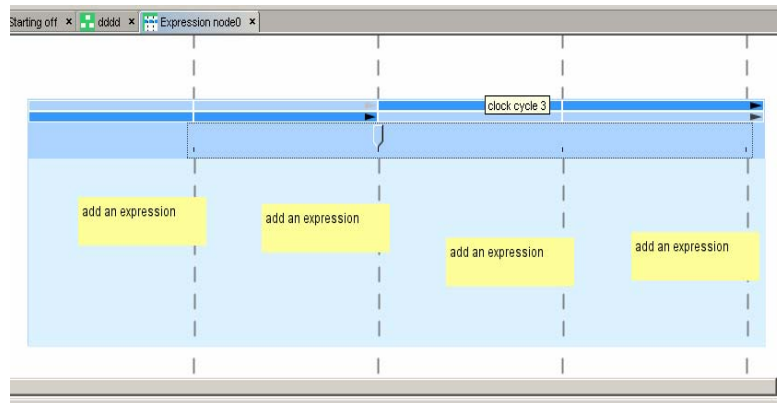 Starting off × dddd × Expression node0 ×
clock cycle 3
add an expression
add an expression
add an expression
add an expression